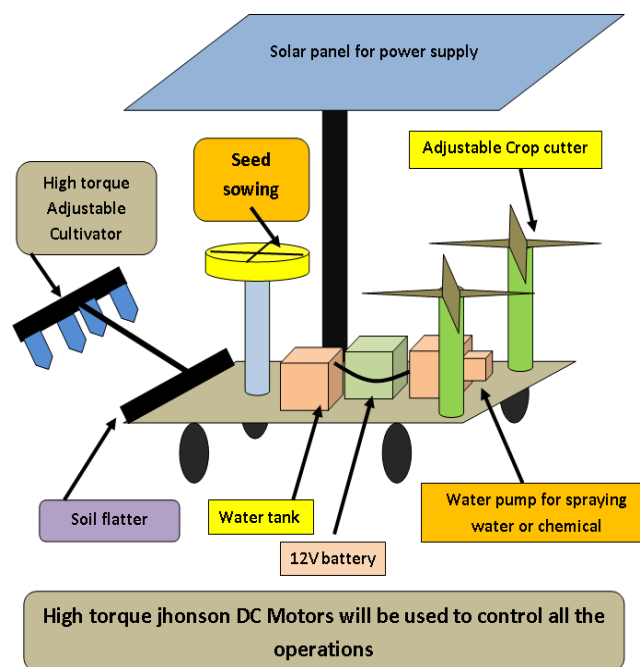 Solar panel for power supply
Seed
sowing
Adjustable Crop cutter
High torque
Adjustable
Cultivator
Soil flatter
Water tank
12V battery
Water pump for spraying
water or chemical
High torque jhonson DC Motors will be used to control all the
operations